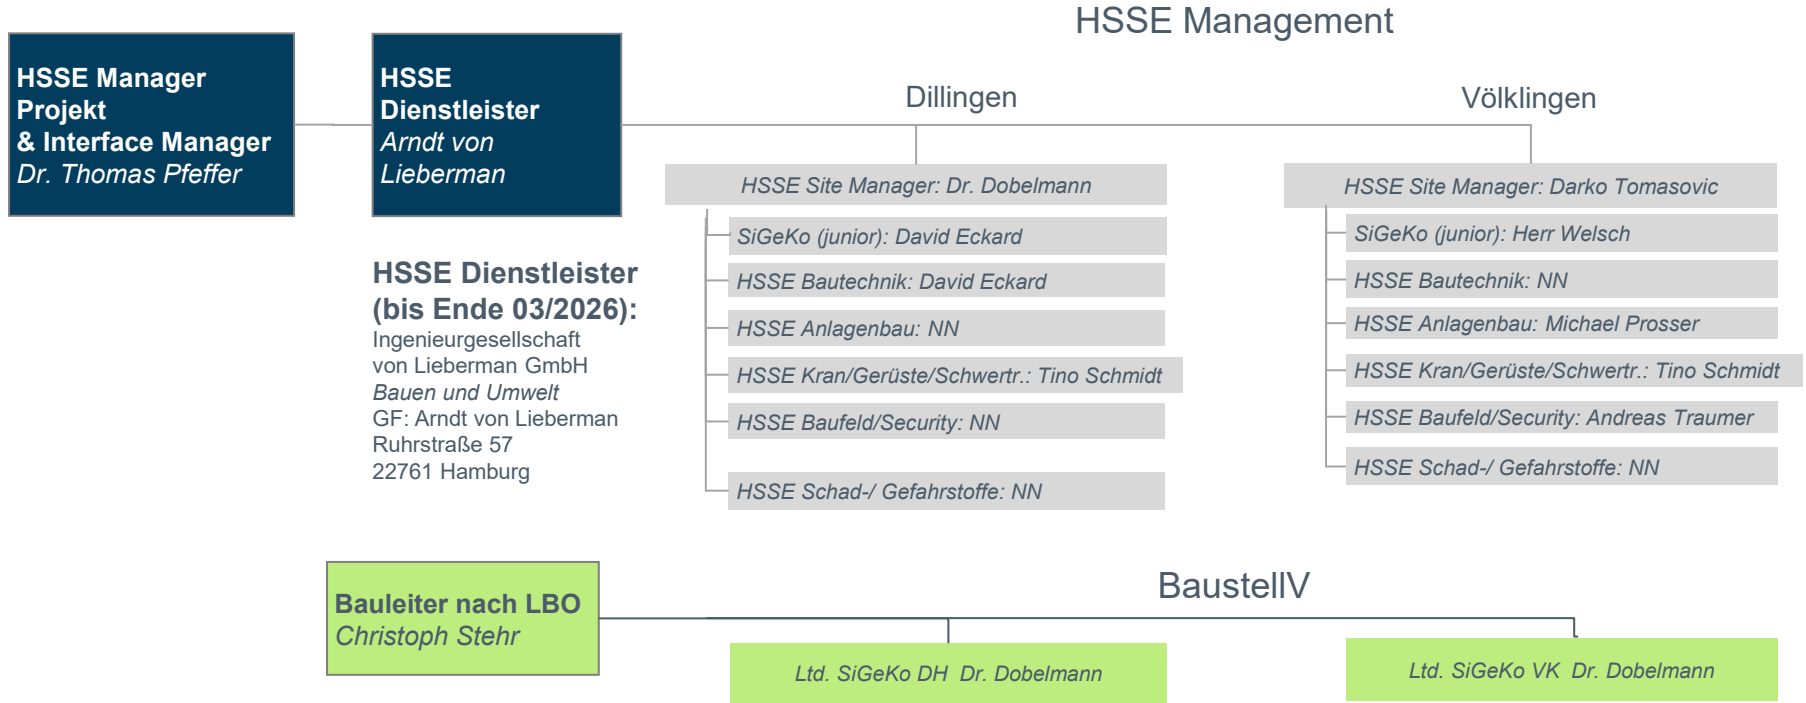 HSSE Management
HSSE Manager
Projekt
& Interface Manager
Dr. Thomas Pfeffer
HSSE
Dienstleister
Arndt von
Lieberman
HSSE Dienstleister
(bis Ende 03/2026):
Ingenieurgesellschaft
von Lieberman GmbH
Bauen und Umwelt
GF: Arndt von Lieberman
Ruhrstraße 57
22761 Hamburg
Dillingen
HSSE Site Manager: Dr. Dobelmann
SiGeKo (junior): David Eckard
HSSE Bautechnik: David Eckard
HSSE Anlagenbau: NN
HSSE Kran/Gerüste/Schwertr.: Tino Schmidt
HSSE Baufeld/Security: NN
HSSE Schad-/ Gefahrstoffe: NN
Völklingen
HSSE Site Manager: Darko Tomasovic
SiGeKo (junior): Herr Welsch
HSSE Bautechnik: NN
HSSE Anlagenbau: Michael Prosser
HSSE Kran/Gerüste/Schwertr.: Tino Schmidt
HSSE Baufeld/Security: Andreas Traumer
HSSE Schad-/ Gefahrstoffe: NN
BaustellV
Bauleiter nach LBO
Christoph Stehr
Ltd. SiGeKo DH Dr. Dobelmann
Ltd. SiGeKo VK Dr. Dobelmann